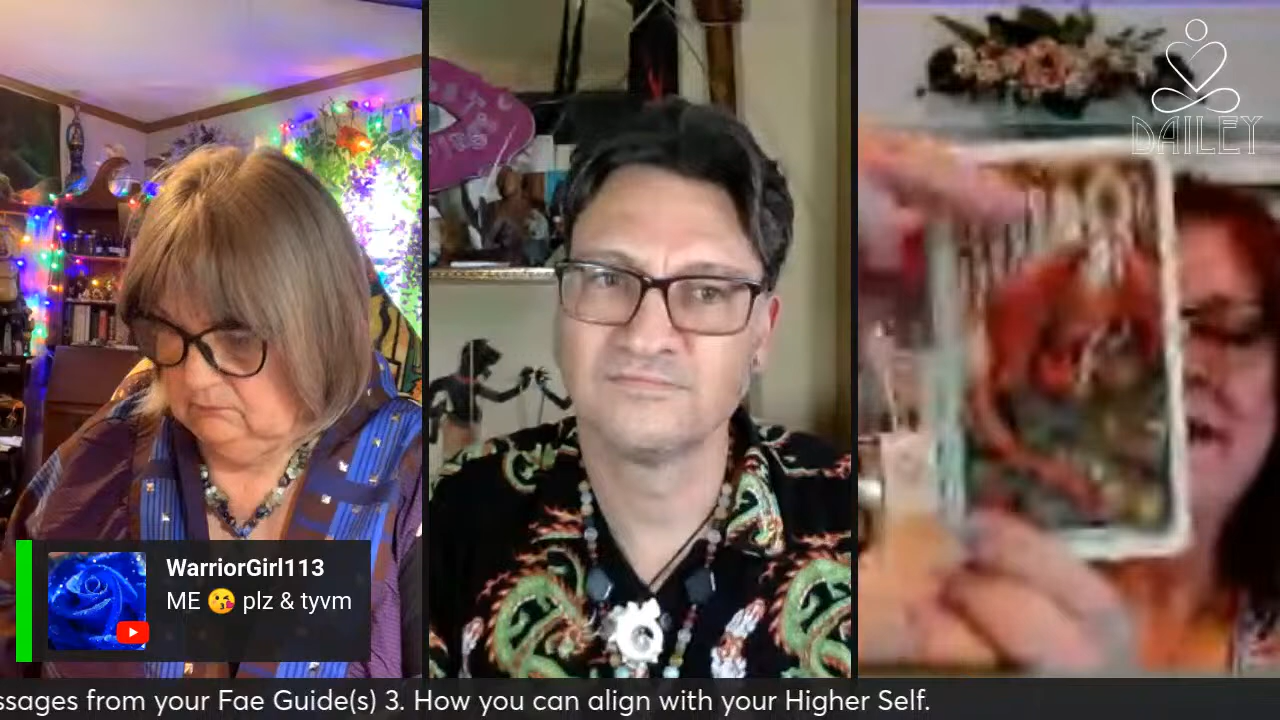 DAILEY
WarriorGirl113
ME 😘 plz & tyvm
ssages from your Fae Guide(s) 3. How you can align with your Higher Self.